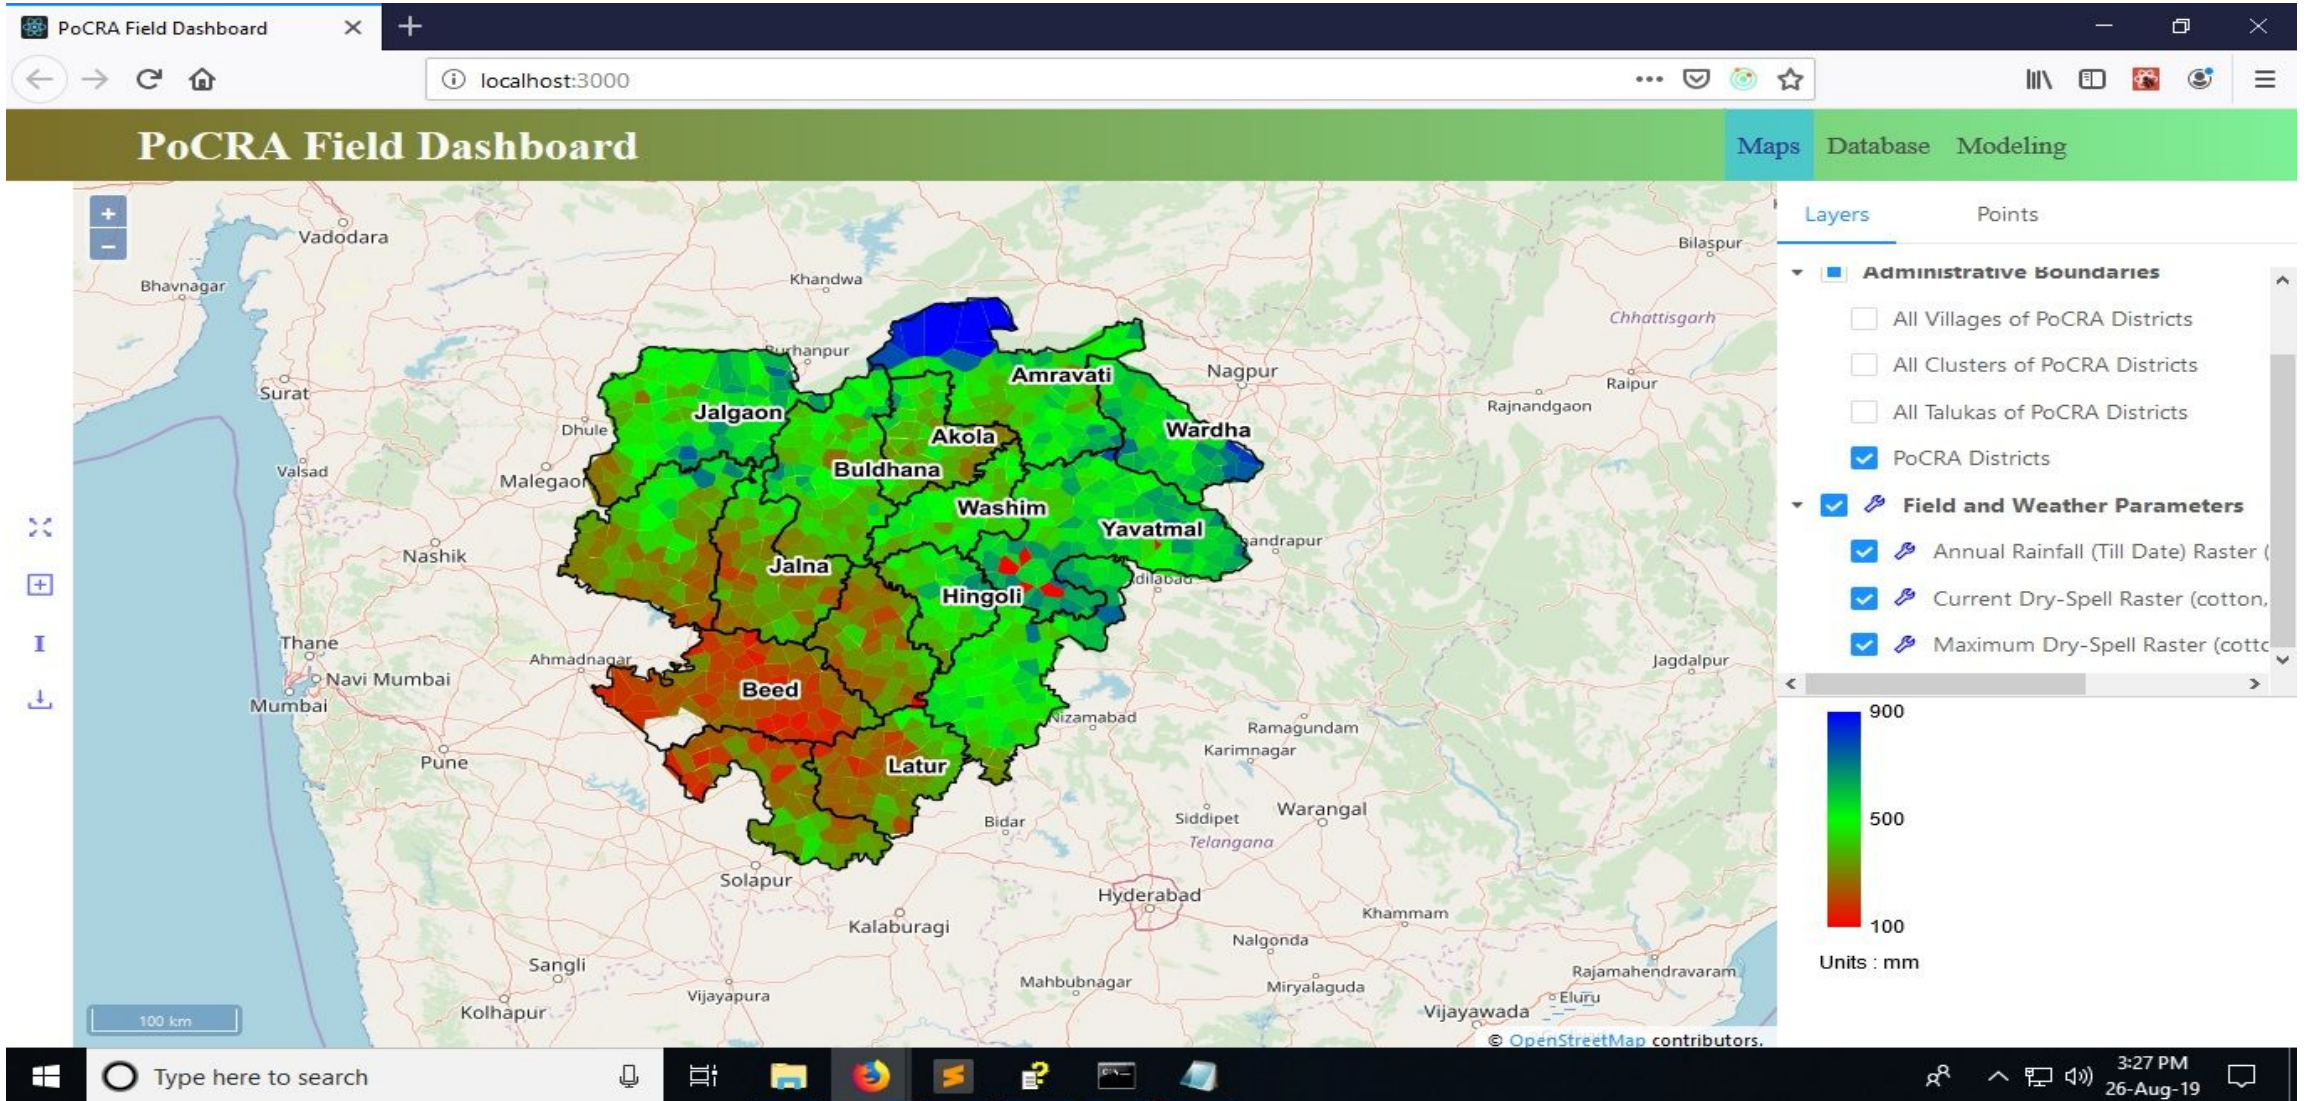 PoCRA Field Dashboard
localhost:3000
PoCRA Field Dashboard
Maps Database Modeling
Layers Points
Administrative Boundaries
All Villages of PoCRA Districts
All Clusters of PoCRA Districts
All Talukas of PoCRA Districts
PoCRA Districts
Field and Weather Parameters
Annual Rainfall (Till Date) Raster (
Current Dry-Spell Raster (cotton,
Maximum Dry-Spell Raster (cottc
900
500
100
Units : mm
+
−
Vadodara
Bilaspur
Khandwa
Bhavnagar
Chhattisgarh
Burhanpur
Nagpur
Amravati
Raipur
Surat
Rajnandgaon
Jalgaon
Dhule
Wardha
Akola
Valsad
Buldhana
Malegaon
Washim
Yavatmal
Nashik
handrapur
Jalna
dilabad
Hingoli
Thane
Ahmadnagar
Jagdalpur
Navi Mumbai
Beed
Mumbai
Nizamabad
Ramagundam
Karimnagar
Pune
Latur
Warangal
Siddipet
Bidar
Telangana
Solapur
Hyderabad
Khammam
Kalaburagi
Nalgonda
Sangli
Rajamahendravaram
Mahbubnagar
Miryalaguda
Vijayapura
Eluru
Kolhapur
Vijayawada
100 km
© OpenStreetMap contributors.
Type here to search
3:27 PM
26-Aug-19